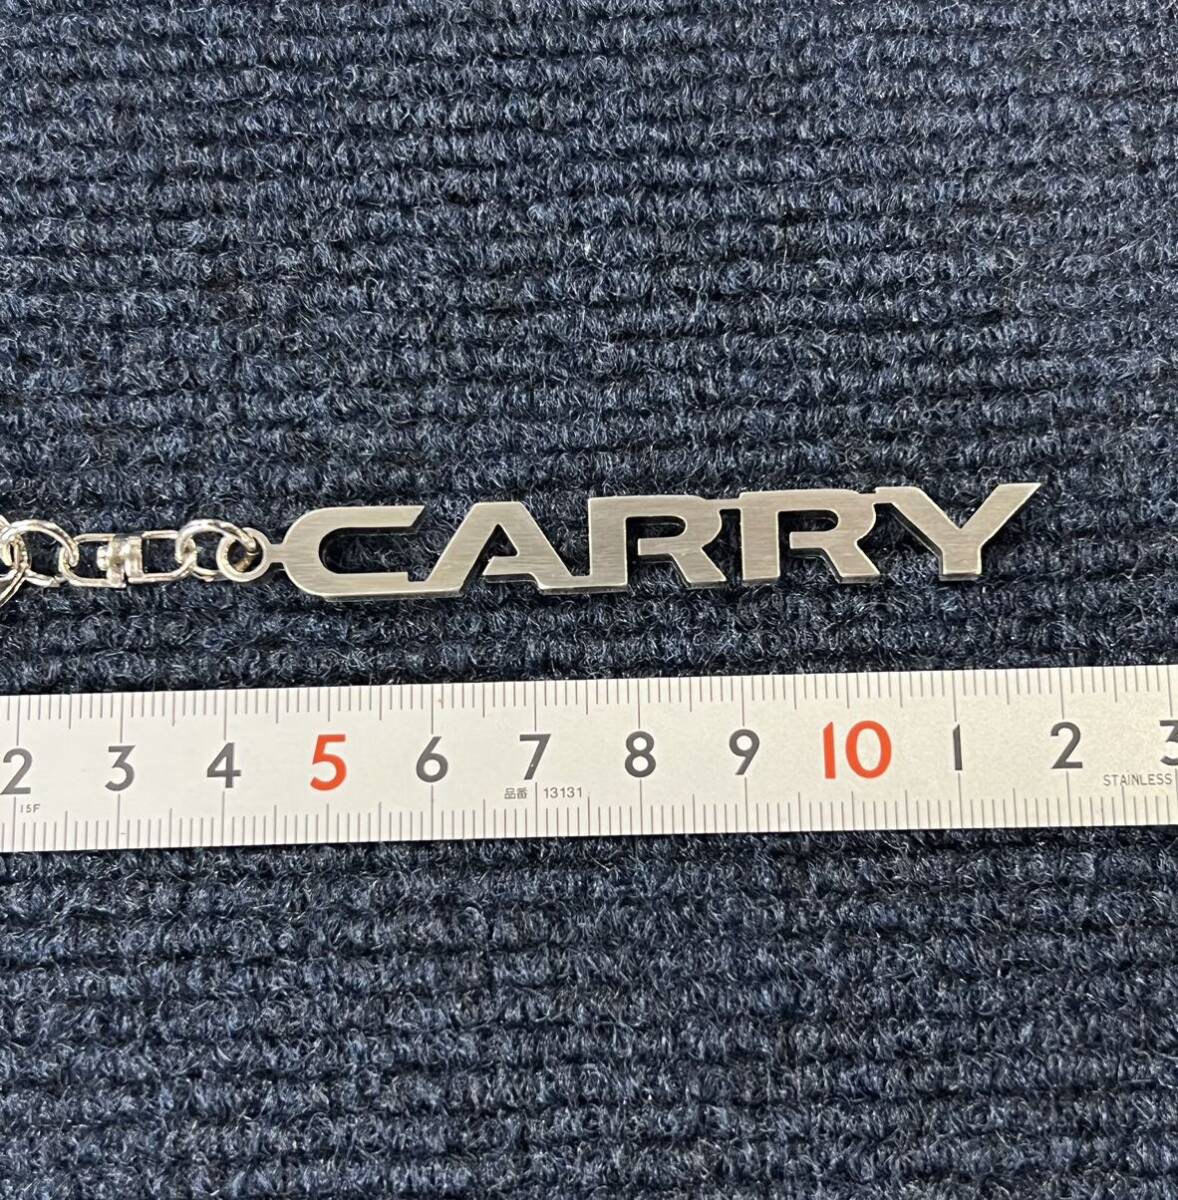 CARRY
2 3 4 5 6 7 8 9 10 1 2 3
15F 品番 13131 STAINLESS